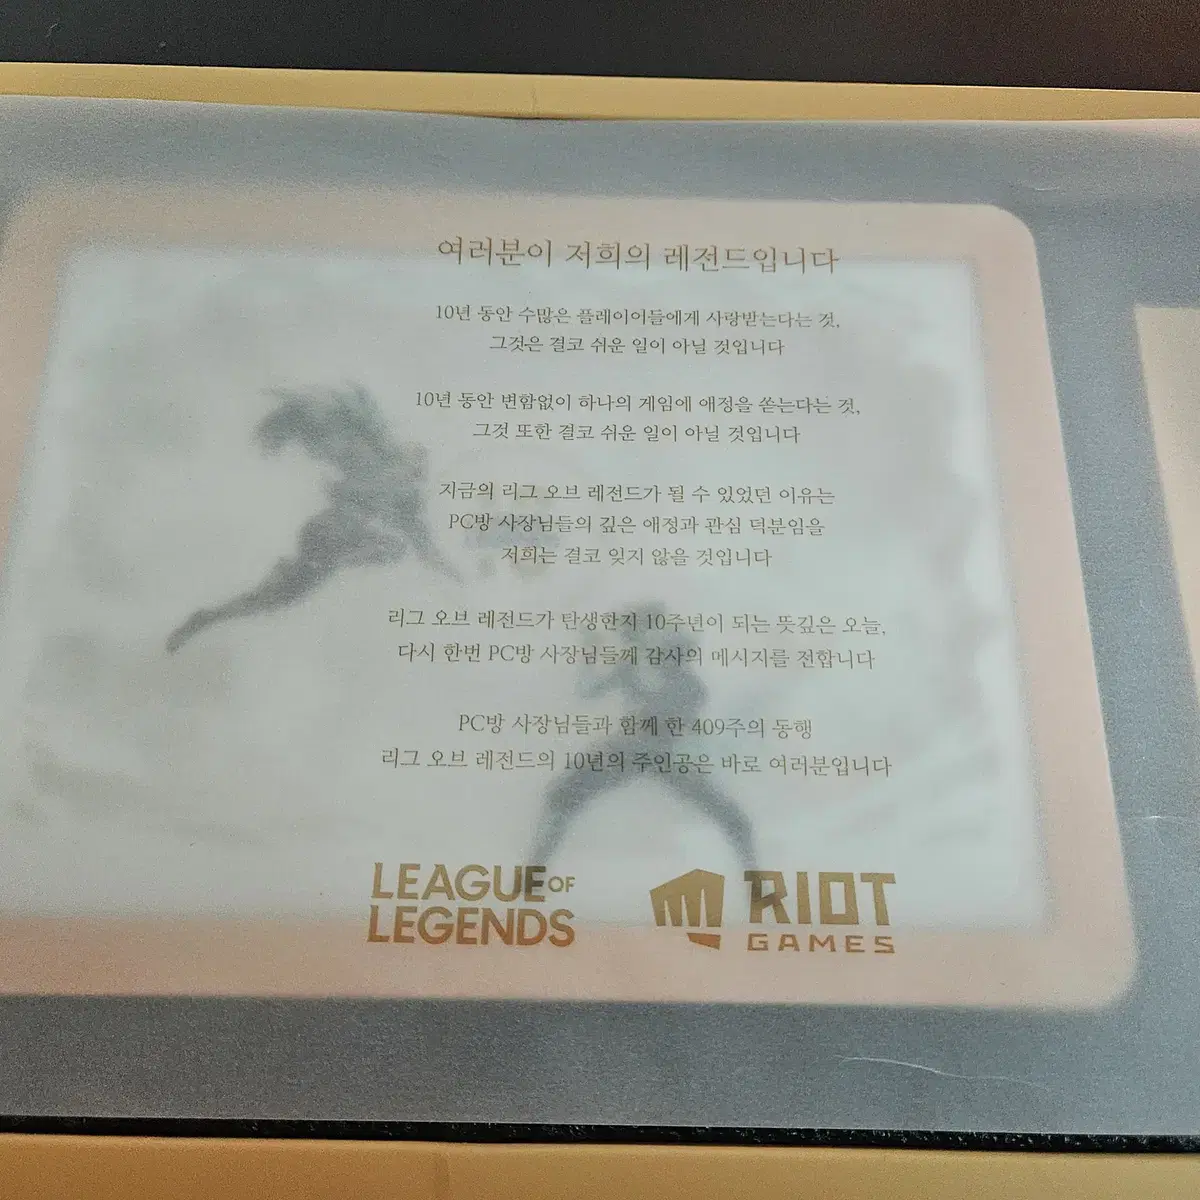 여러분이 저희의 레전드입니다
10년 동안 수많은 플레이어들에게 사랑받는다는 것,
그것은 결코 쉬운 일이 아닐 것입니다
10년 동안 변함없이 하나의 게임에 애정을 쏟는다는 것,
그것 또한 결코 쉬운 일이 아닐 것입니다
지금의 리그 오브 레전드가 될 수 있었던 이유는
PC방 사장님들의 깊은 애정과 관심 덕분임을
저희는 결코 잊지 않을 것입니다
리그 오브 레전드가 탄생한지 10주년이 되는 뜻깊은 오늘,
다시 한번 PC방 사장님들께 감사의 메시지를 전합니다
PC방 사장님들과 함께 한 409주의 동행
리그 오브 레전드의 10년의 주인공은 바로 여러분입니다
LEAGUE OF
LEGENDS
RIOT
GAMES